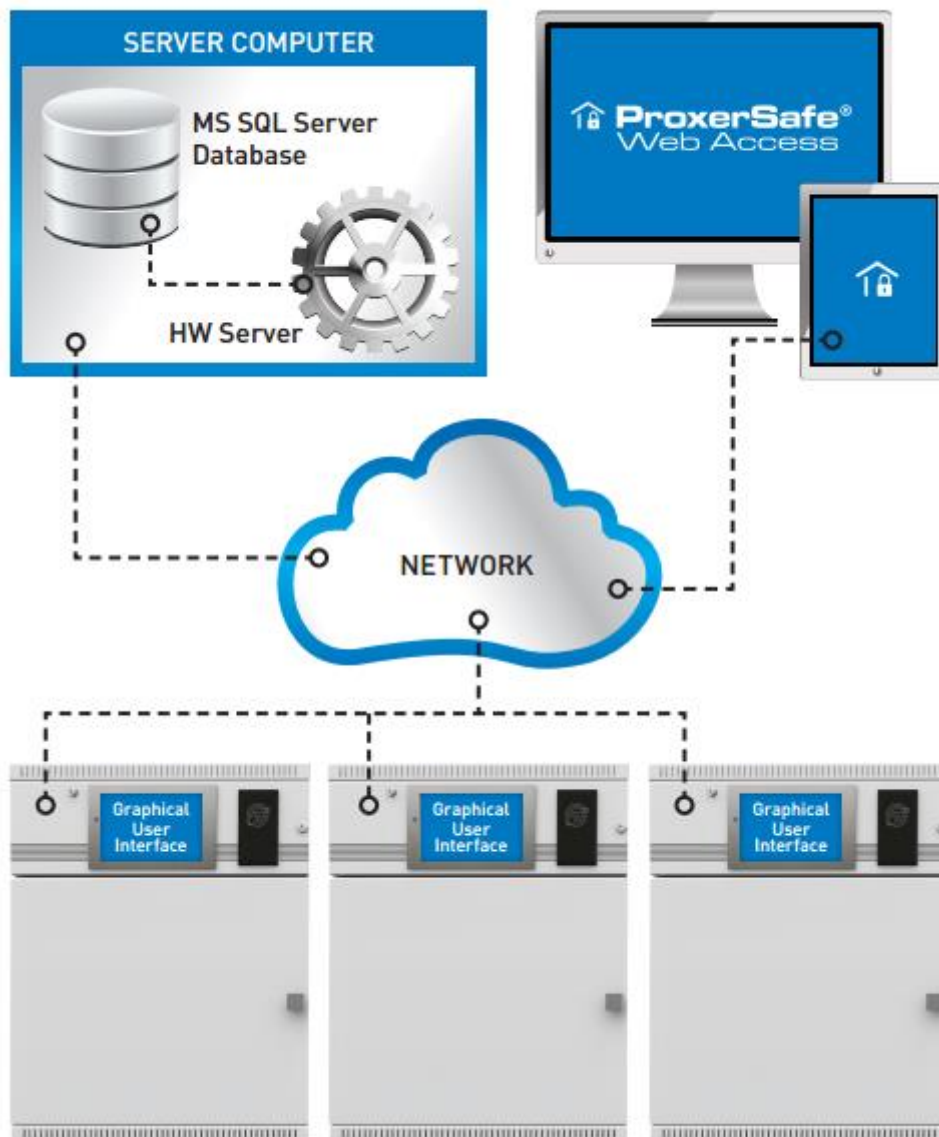 SERVER COMPUTER
MS SQL Server
Database
HW Server
ProxerSafe®
Web Access
NETWORK
Graphical
User
Interface
Graphical
User
Interface
Graphical
User
Interface